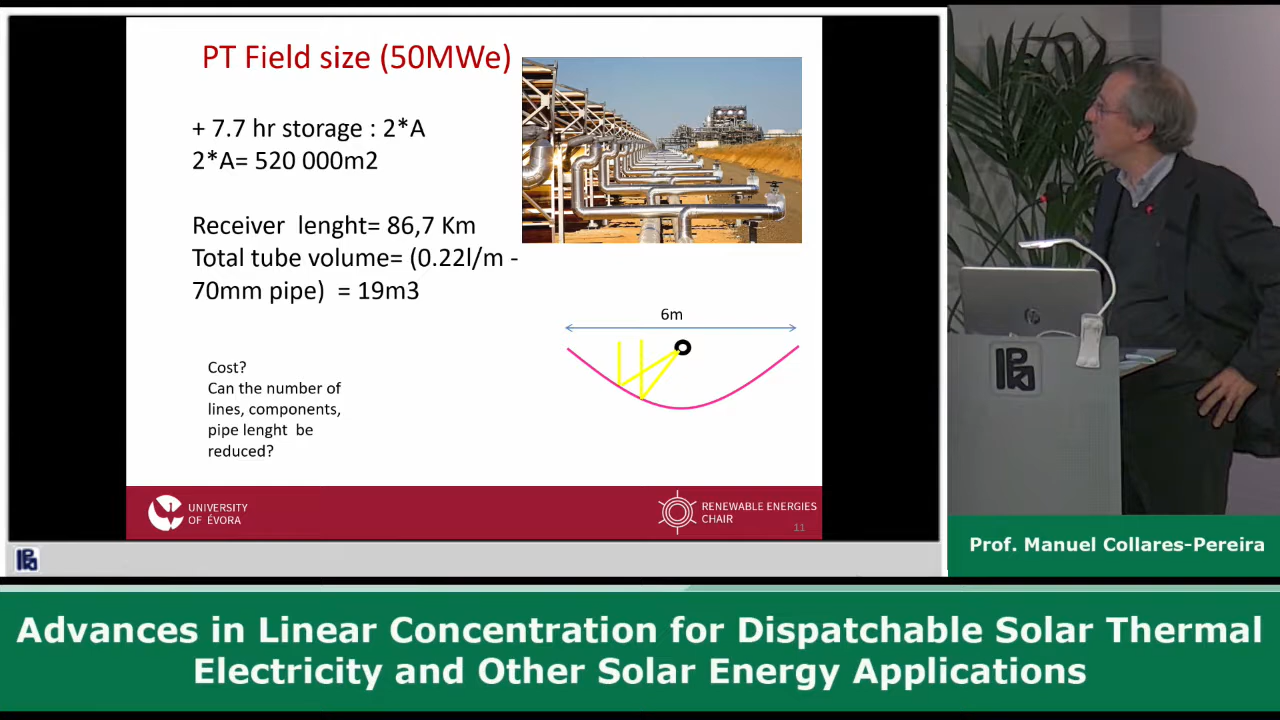 PT Field size (50MWe)
+ 7.7 hr storage : 2*A
2*A= 520 000m2
Receiver lenght= 86,7 Km
Total tube volume= (0.22l/m -
70mm pipe) = 19m3
6m
Cost?
Can the number of
lines, components,
pipe lenght be
reduced?
UNIVERSITY
OF ÉVORA
RENEWABLE ENERGIES
CHAIR
11
Prof. Manuel Collares-Pereira
Advances in Linear Concentration for Dispatchable Solar Thermal
Electricity and Other Solar Energy Applications